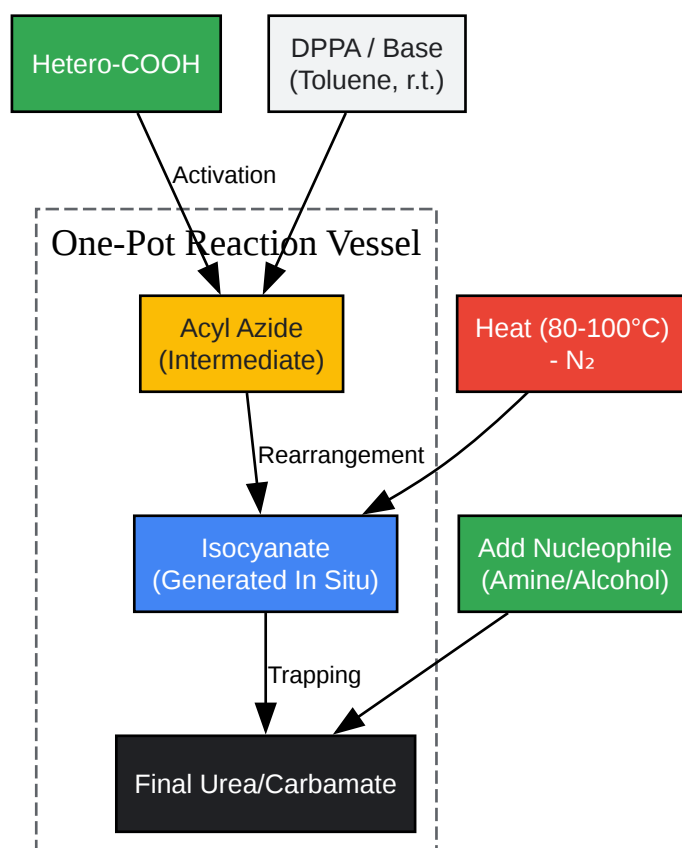 Hetero-COOH
DPPA / Base
(Toluene, r.t.)
Activation
One-Pot Reaction Vessel
Acyl Azide
(Intermediate)
Heat (80-100°C)
- N₂
Rearrangement
Isocyanate
(Generated In Situ)
Add Nucleophile
(Amine/Alcohol)
Trapping
Final Urea/Carbamate